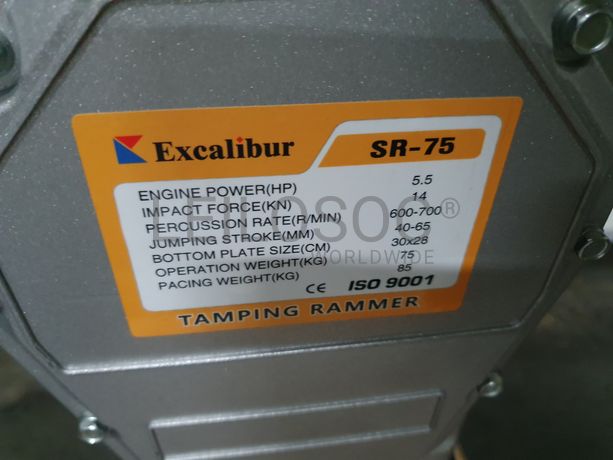 Excalibur SR-75
ENGINE POWER(HP) 5.5
IMPACT FORCE(KN) 14
PERCUSSION RATE(R/MIN) 600-700
JUMPING STROKE(MM) 40-65
BOTTOM PLATE SIZE(CM) 30x28
OPERATION WEIGHT(KG) 75
PACING WEIGHT(KG) 85
CE ISO 9001
TAMPING RAMMER
LEILOSOC®
WORLDWIDE